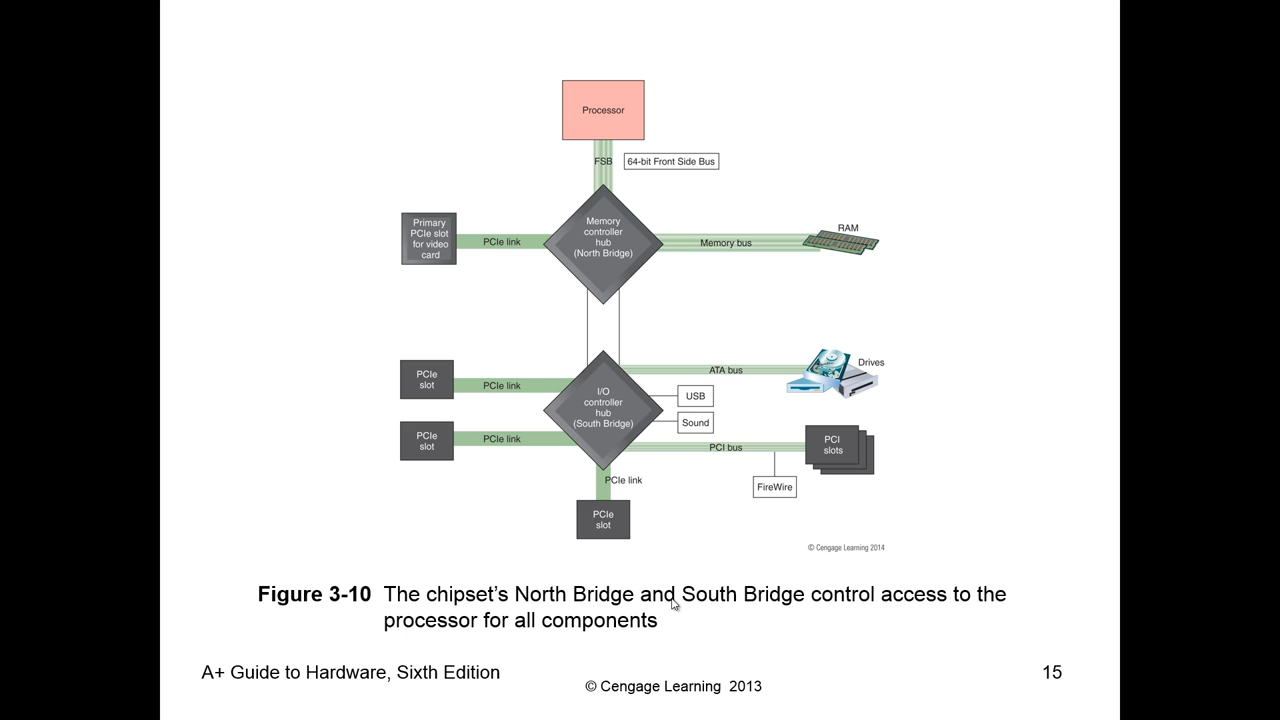 Processor
FSB
64-bit Front Side Bus
Primary
PCIe slot
for video
card
PCIe link
Memory
controller
hub
(North Bridge)
Memory bus
RAM
PCIe
slot
PCIe link
I/O
controller
hub
(South Bridge)
ATA bus
Drives
USB
Sound
PCIe
slot
PCIe link
PCI bus
PCI
slots
FireWire
PCIe link
PCIe
slot
© Cengage Learning 2014
Figure 3-10 The chipset’s North Bridge and South Bridge control access to the
processor for all components
A+ Guide to Hardware, Sixth Edition
© Cengage Learning 2013
15